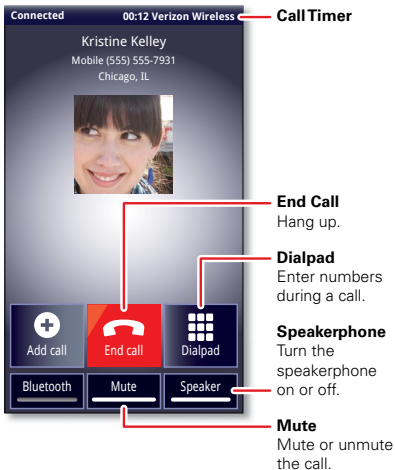 Connected 00:12 Verizon Wireless
Call Timer
Kristine Kelley
Mobile (555) 555-7931
Chicago, IL
End Call
Hang up.
Dialpad
Enter numbers
during a call.
Add call End call Dialpad
Speakerphone
Turn the
speakerphone
on or off.
Bluetooth Mute Speaker
Mute
Mute or unmute
the call.